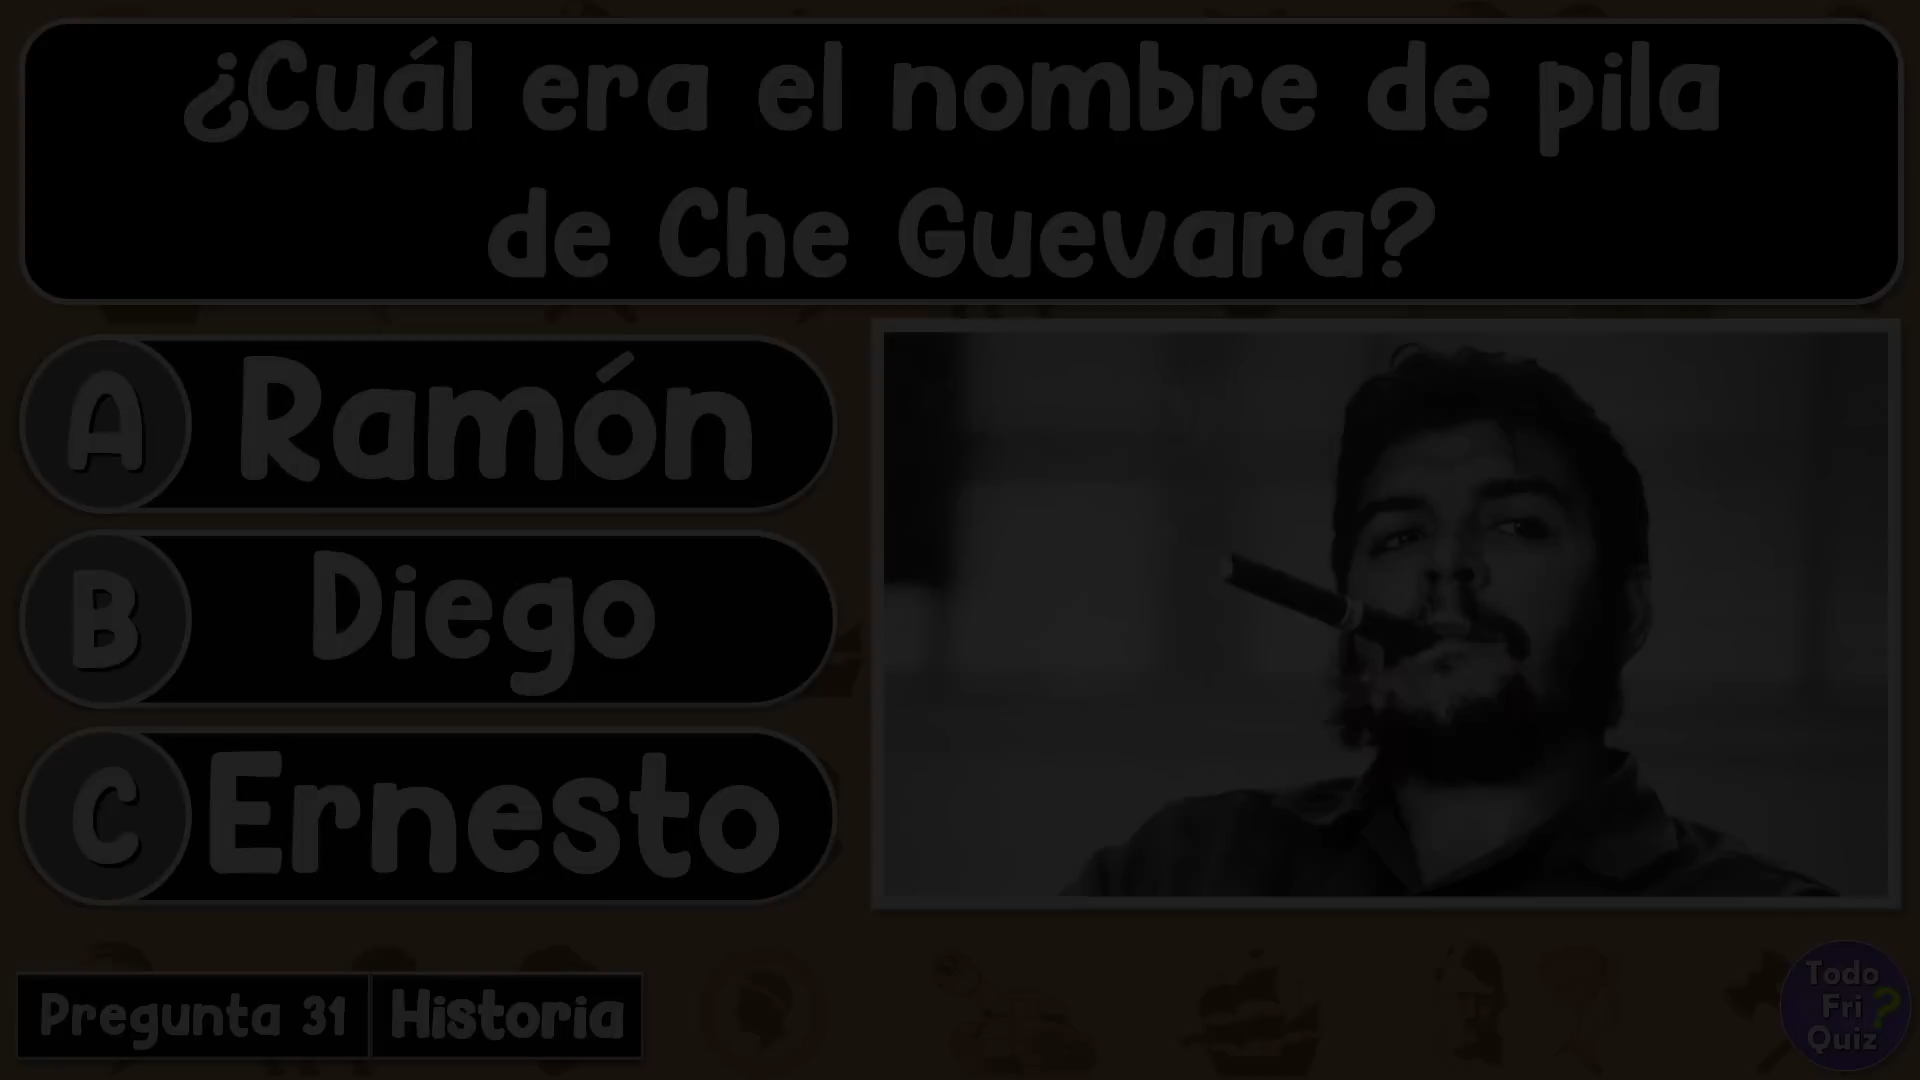 ¿Cuál era el nombre de pila
de Che Guevara?
A Ramón
B Diego
C Ernesto
Pregunta 31 Historia
Todo
Fri ?
Quiz